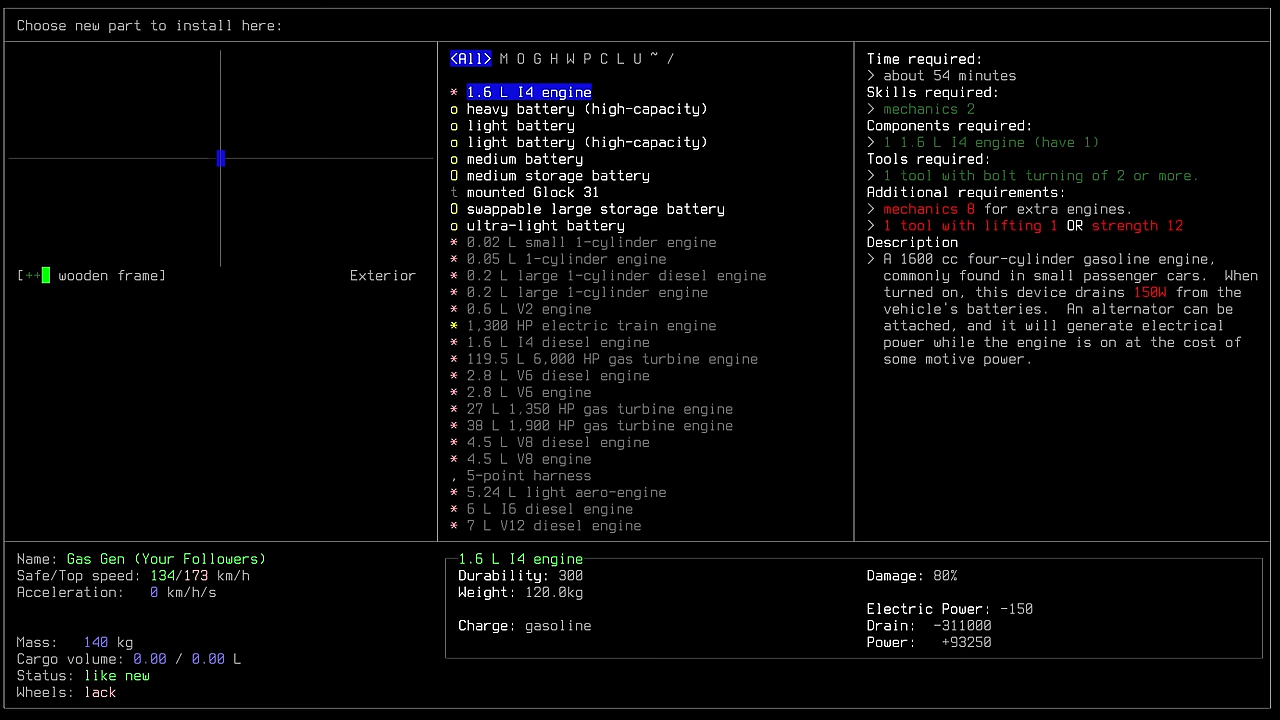 Choose new part to install here:
[++ wooden frame] Exterior
<All> M O G H W P C L U ~ /
* 1.6 L I4 engine
o heavy battery (high-capacity)
o light battery
o light battery (high-capacity)
o medium battery
O medium storage battery
t mounted Glock 31
O swappable large storage battery
o ultra-light battery
* 0.02 L small 1-cylinder engine
* 0.05 L 1-cylinder engine
* 0.2 L large 1-cylinder diesel engine
* 0.2 L large 1-cylinder engine
* 0.6 L V2 engine
* 1,300 HP electric train engine
* 1.6 L I4 diesel engine
* 119.5 L 6,000 HP gas turbine engine
* 2.8 L V6 diesel engine
* 2.8 L V6 engine
* 27 L 1,350 HP gas turbine engine
* 38 L 1,900 HP gas turbine engine
* 4.5 L V8 diesel engine
* 4.5 L V8 engine
, 5-point harness
* 5.24 L light aero-engine
* 6 L I6 diesel engine
* 7 L V12 diesel engine
Time required:
> about 54 minutes
Skills required:
> mechanics 2
Components required:
> 1 1.6 L I4 engine (have 1)
Tools required:
> 1 tool with bolt turning of 2 or more.
Additional requirements:
> mechanics 8 for extra engines.
> 1 tool with lifting 1 OR strength 12
Description
> A 1600 cc four-cylinder gasoline engine,
commonly found in small passenger cars.  When
turned on, this device drains 150W from the
vehicle's batteries.  An alternator can be
attached, and it will generate electrical
power while the engine is on at the cost of
some motive power.
Name: Gas Gen (Your Followers)
Safe/Top speed: 134/173 km/h
Acceleration: 0 km/h/s
Mass: 140 kg
Cargo volume: 0.00 / 0.00 L
Status: like new
Wheels: lack
1.6 L I4 engine
Durability: 300
Weight: 120.0kg
Charge: gasoline
Damage: 80%
Electric Power: -150
Drain: -311000
Power: +93250